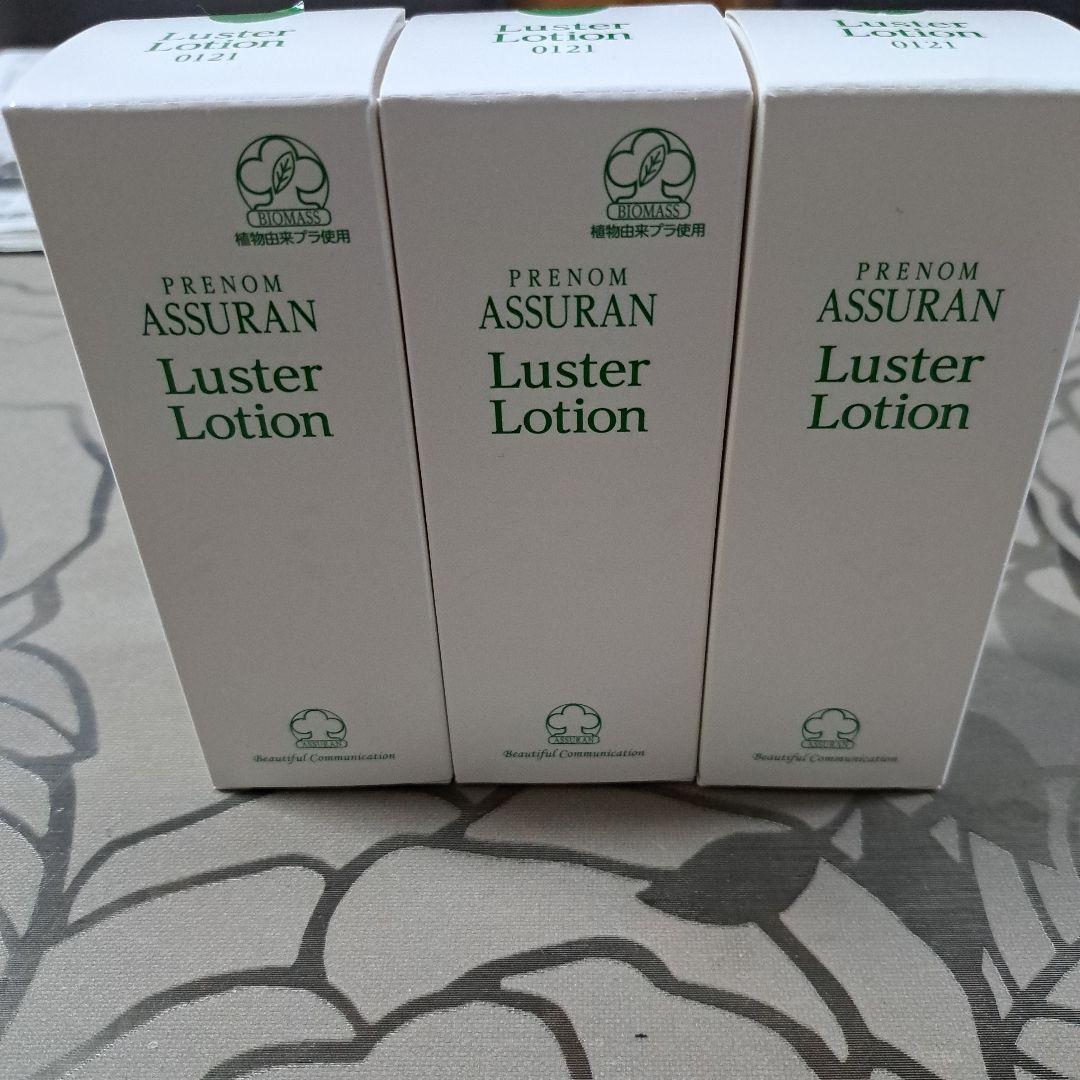 Luster
Lotion
0121
BIOMASS
植物由来プラ使用
PRENOM
ASSURAN
Luster
Lotion
ASSURAN
Beautiful Communication
Luster
Lotion
0121
BIOMASS
植物由来プラ使用
PRENOM
ASSURAN
Luster
Lotion
ASSURAN
Beautiful Communication
Luster
Lotion
0121
PRENOM
ASSURAN
Luster
Lotion
ASSURAN
Beautiful Communication